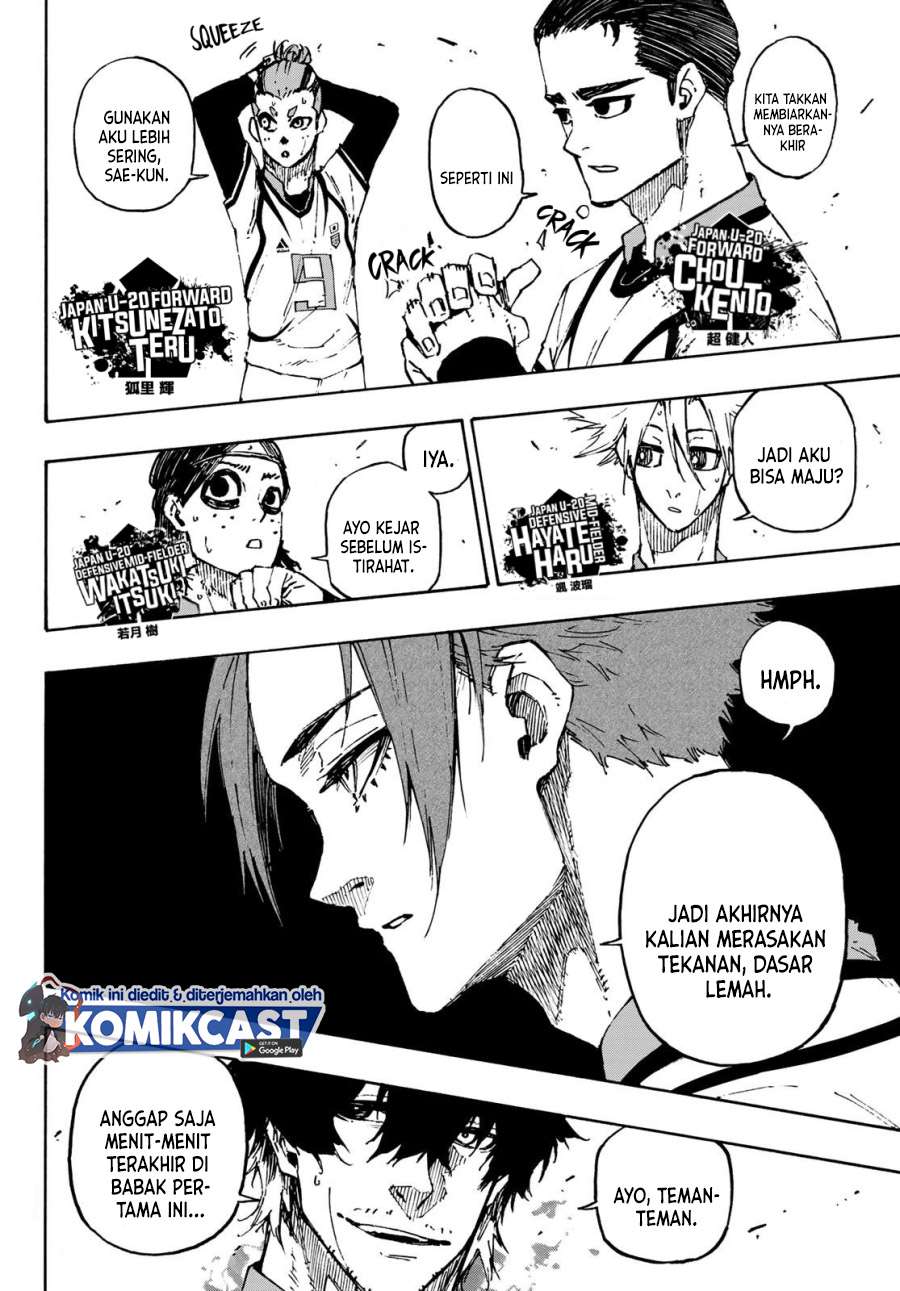 KITA TAKKAN
MEMBIARKAN-
NYA BERA-
KHIR
SEPERTI INI
CRACK
CRACK
JAPAN U-20
FORWARD
CHOU
KENTO
超 健人
SQUEEZE
GUNAKAN
AKU LEBIH
SERING,
SAE-KUN.
9
JAPAN U-20 FORWARD
KITSUNEZATO
TERU
狐里 輝
JADI AKU
BISA MAJU?
JAPAN U-20
DEFENSIVE
MID-FIELDER
HAYATE
HARU
颯 波瑠
IYA.
AYO KEJAR
SEBELUM IS-
TIRAHAT.
JAPAN U-20
DEFENSIVE MID-FIELDER
WAKATSUKI
ITSUKI
若月 樹
HMPH.
JADI AKHIRNYA
KALIAN MERASAKAN
TEKANAN, DASAR
LEMAH.
Komik ini diedit & diterjemahkan oleh
KOMIKCAST
GET IT ON
Google Play
ANGGAP SAJA
MENIT-MENIT
TERAKHIR DI
BABAK PER-
TAMA INI...
AYO, TEMAN-
TEMAN.